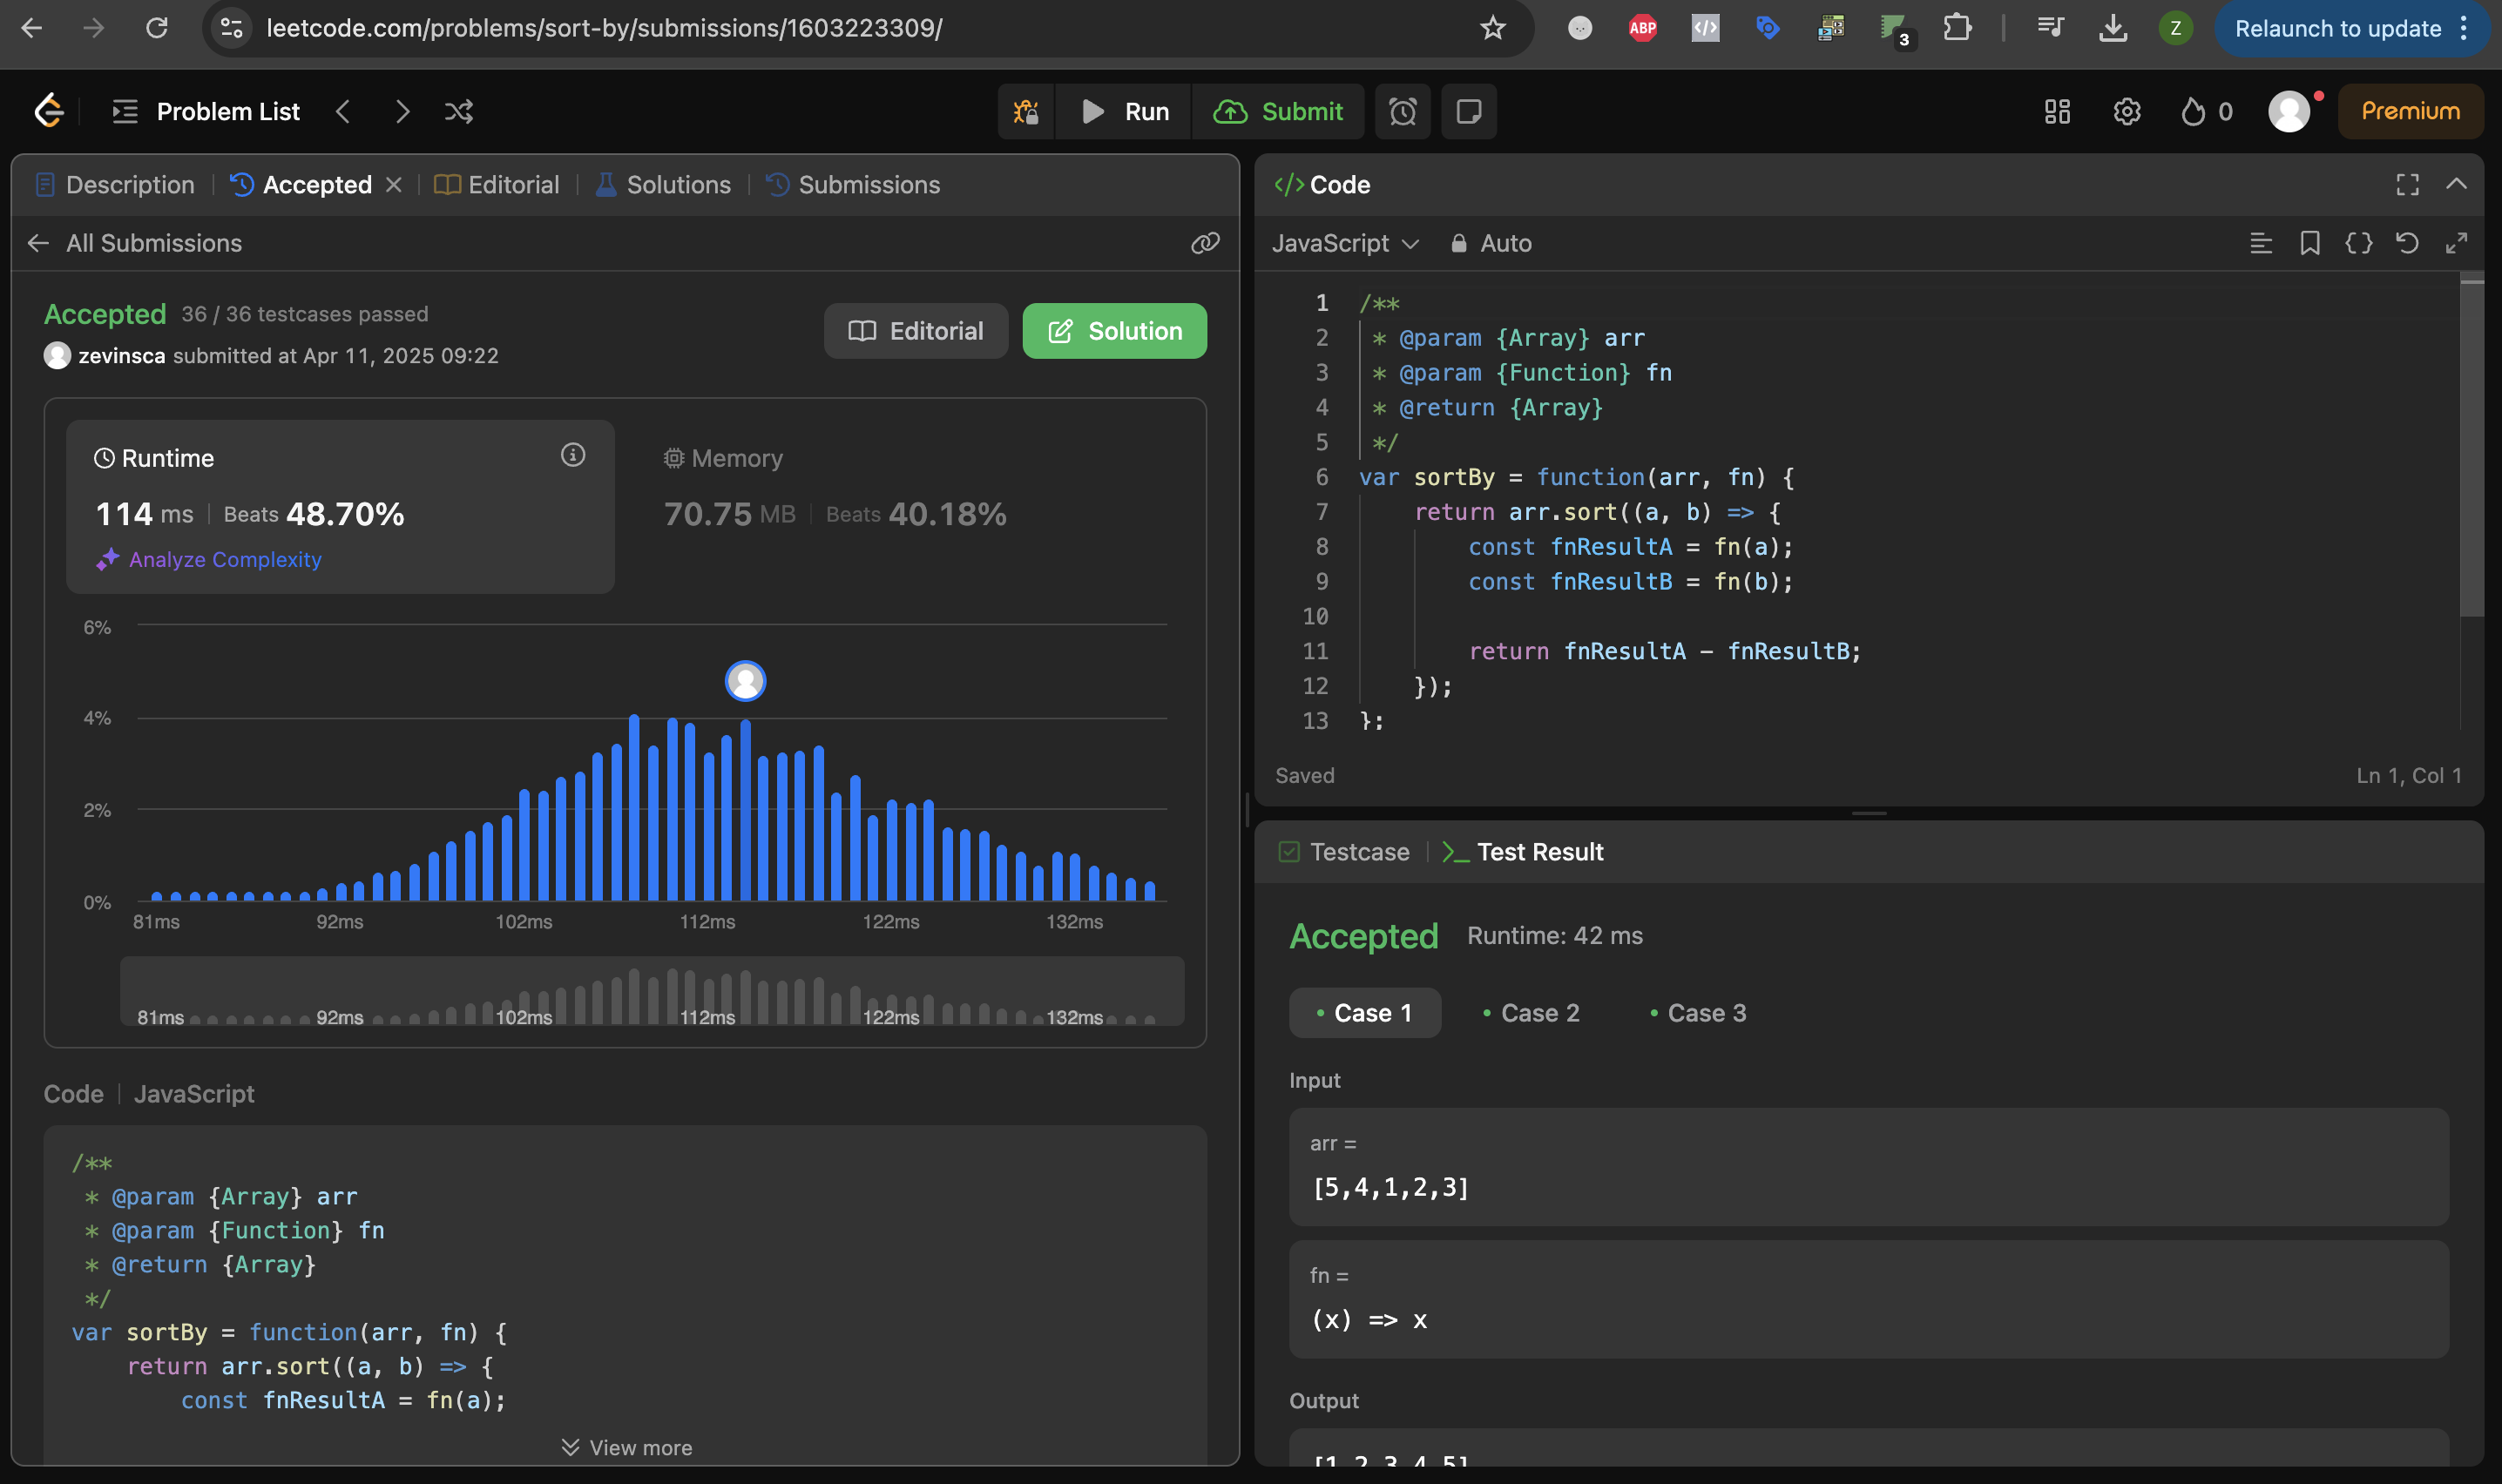 leetcode.com/problems/sort-by/submissions/1603223309/
ABP
3
Z
Relaunch to update
Problem List
Run
Submit
0
Premium
Description
Accepted
Editorial
Solutions
Submissions
All Submissions
Accepted 36 / 36 testcases passed
zevinsca submitted at Apr 11, 2025 09:22
Editorial
Solution
Runtime
114 ms | Beats 48.70%
Analyze Complexity
Memory
70.75 MB | Beats 40.18%
6%
4%
2%
0%
81ms 92ms 102ms 112ms 122ms 132ms
81ms 92ms 102ms 112ms 122ms 132ms
Code | JavaScript
/**
 * @param {Array} arr
 * @param {Function} fn
 * @return {Array}
 */
var sortBy = function(arr, fn) {
    return arr.sort((a, b) => {
        const fnResultA = fn(a);
View more
</> Code
JavaScript
Auto
1 /**
2  * @param {Array} arr
3  * @param {Function} fn
4  * @return {Array}
5  */
6 var sortBy = function(arr, fn) {
7     return arr.sort((a, b) => {
8         const fnResultA = fn(a);
9         const fnResultB = fn(b);
10
11         return fnResultA - fnResultB;
12     });
13 };
Saved
Ln 1, Col 1
Testcase
Test Result
Accepted Runtime: 42 ms
Case 1
Case 2
Case 3
Input
arr =
[5,4,1,2,3]
fn =
(x) => x
Output
[1,2,3,4,5]